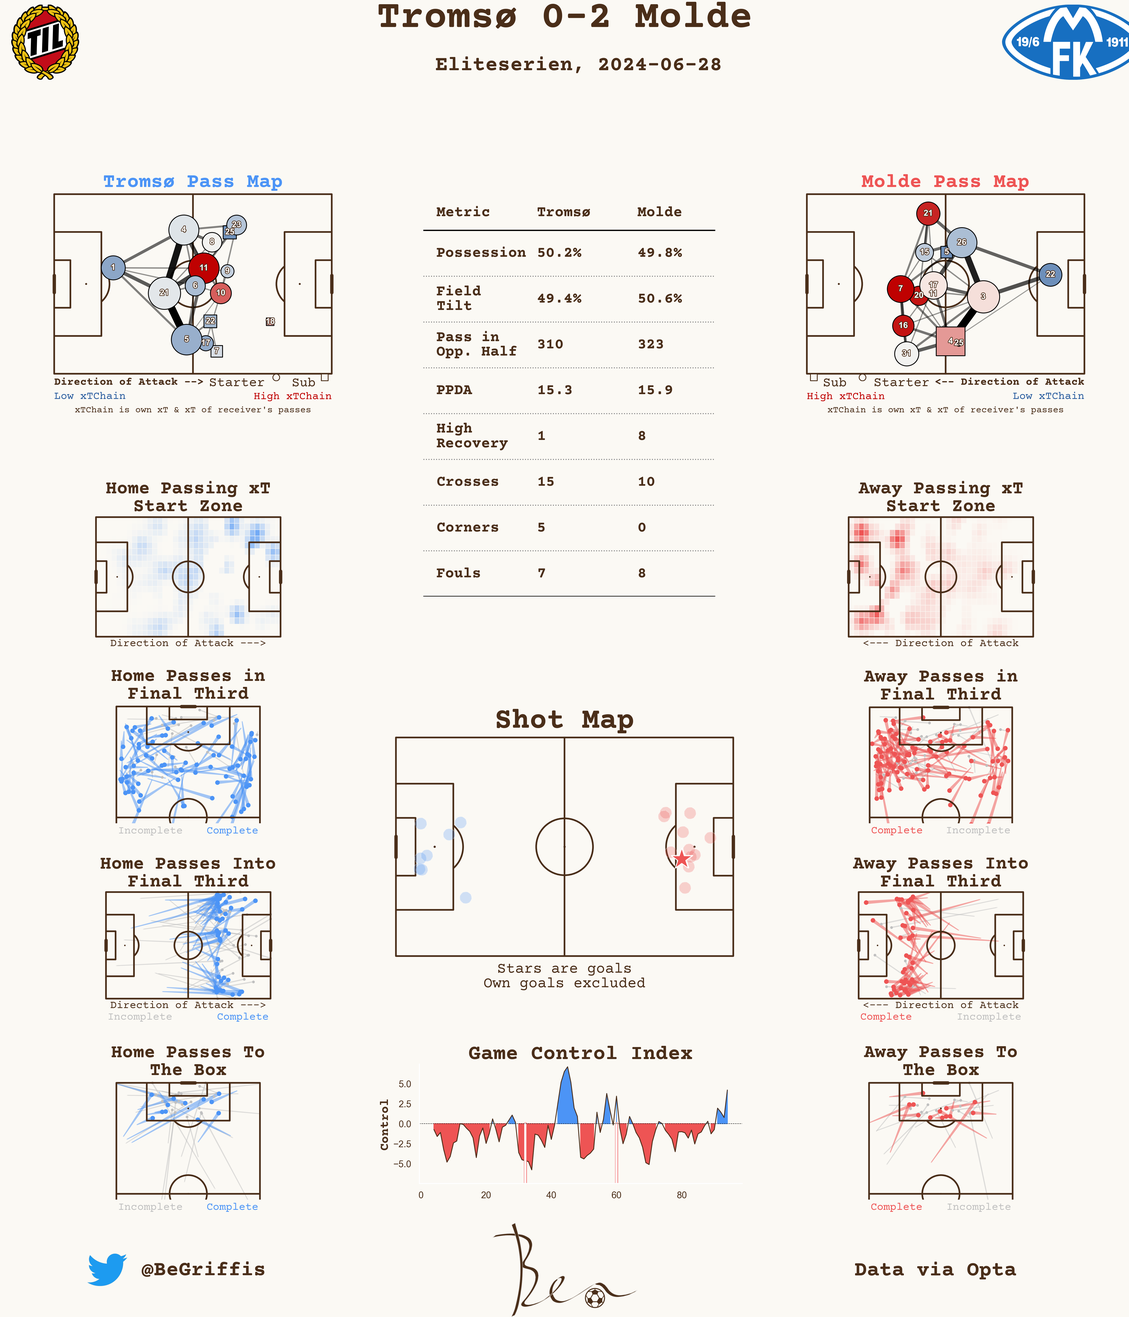 Tromsø 0-2 Molde
Eliteserien, 2024-06-28
TIL
19/6 1911
M
FK
Tromsø Pass Map
4
23
25
8
1
11
9
6
21
10
22
18
5
17
7
Direction of Attack --> Starter Sub
Low xTChain High xTChain
xTChain is own xT & xT of receiver's passes
Metric Tromsø Molde
Possession 50.2% 49.8%
Field
Tilt 49.4% 50.6%
Pass in
Opp. Half 310 323
PPDA 15.3 15.9
High
Recovery 1 8
Crosses 15 10
Corners 5 0
Fouls 7 8
Molde Pass Map
21
26
15
5
22
7
17
20
11
3
16
4
25
31
Sub Starter <-- Direction of Attack
High xTChain Low xTChain
xTChain is own xT & xT of receiver's passes
Home Passing xT
Start Zone
Direction of Attack --->
Away Passing xT
Start Zone
<--- Direction of Attack
Home Passes in
Final Third
Incomplete Complete
Away Passes in
Final Third
Complete Incomplete
Shot Map
Stars are goals
Own goals excluded
Home Passes Into
Final Third
Direction of Attack --->
Incomplete Complete
Away Passes Into
Final Third
<--- Direction of Attack
Complete Incomplete
Home Passes To
The Box
Incomplete Complete
Game Control Index
Control
5.0
2.5
0.0
−2.5
−5.0
0 20 40 60 80
Away Passes To
The Box
Complete Incomplete
@BeGriffis
Ben
Data via Opta